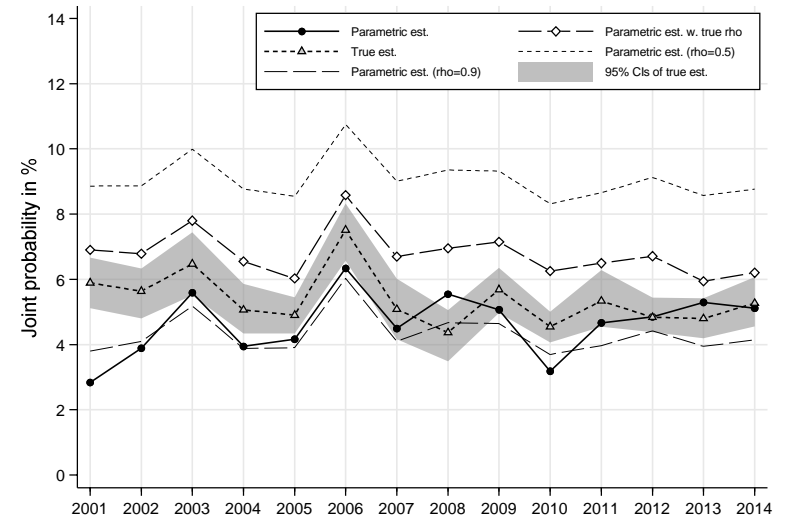 Parametric est.
Parametric est. w. true rho
True est.
Parametric est. (rho=0.5)
Parametric est. (rho=0.9)
95% CIs of true est.
Joint probability in %
14
12
10
8
6
4
2
0
2001 2002 2003 2004 2005 2006 2007 2008 2009 2010 2011 2012 2013 2014